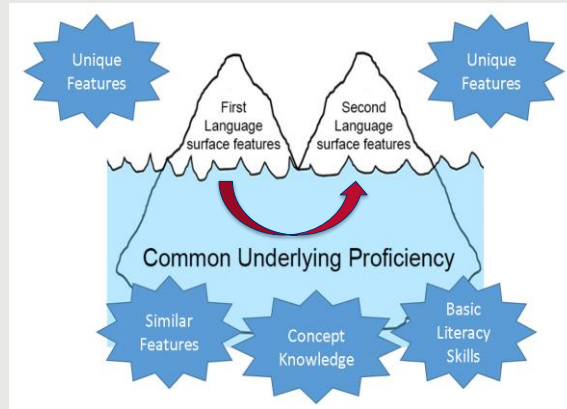 Unique
Features
Unique
Features
First
Language
surface features
Second
Language
surface features
Common Underlying Proficiency
Similar
Features
Concept
Knowledge
Basic
Literacy
Skills